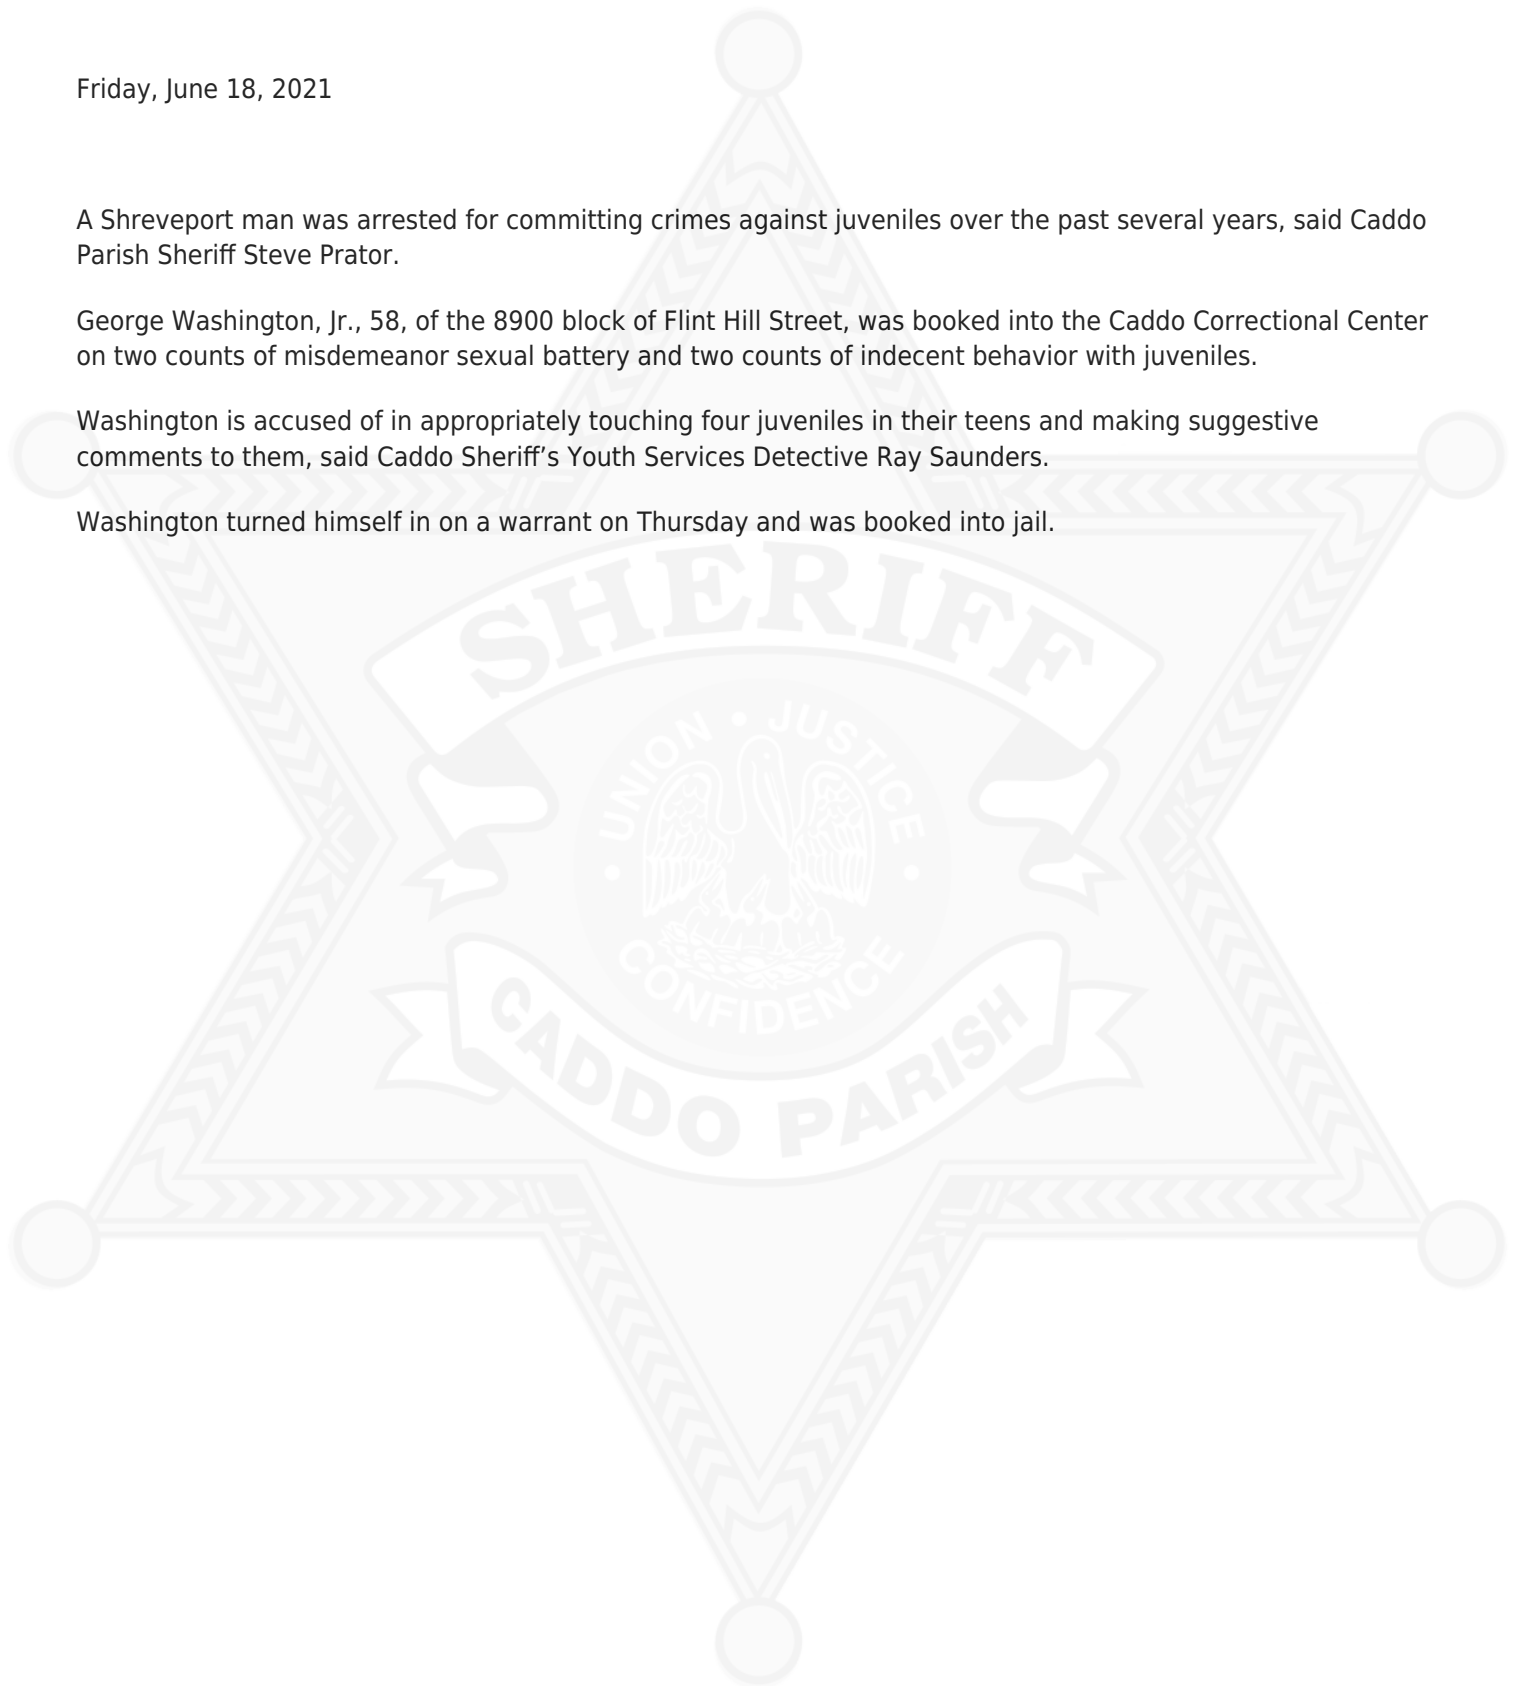 Friday, June 18, 2021
A Shreveport man was arrested for committing crimes against juveniles over the past several years, said Caddo
Parish Sheriff Steve Prator.
George Washington, Jr., 58, of the 8900 block of Flint Hill Street, was booked into the Caddo Correctional Center
on two counts of misdemeanor sexual battery and two counts of indecent behavior with juveniles.
Washington is accused of in appropriately touching four juveniles in their teens and making suggestive
comments to them, said Caddo Sheriff’s Youth Services Detective Ray Saunders.
Washington turned himself in on a warrant on Thursday and was booked into jail.
SHERIFF
UNION • JUSTICE
• CONFIDENCE •
CADDO PARISH